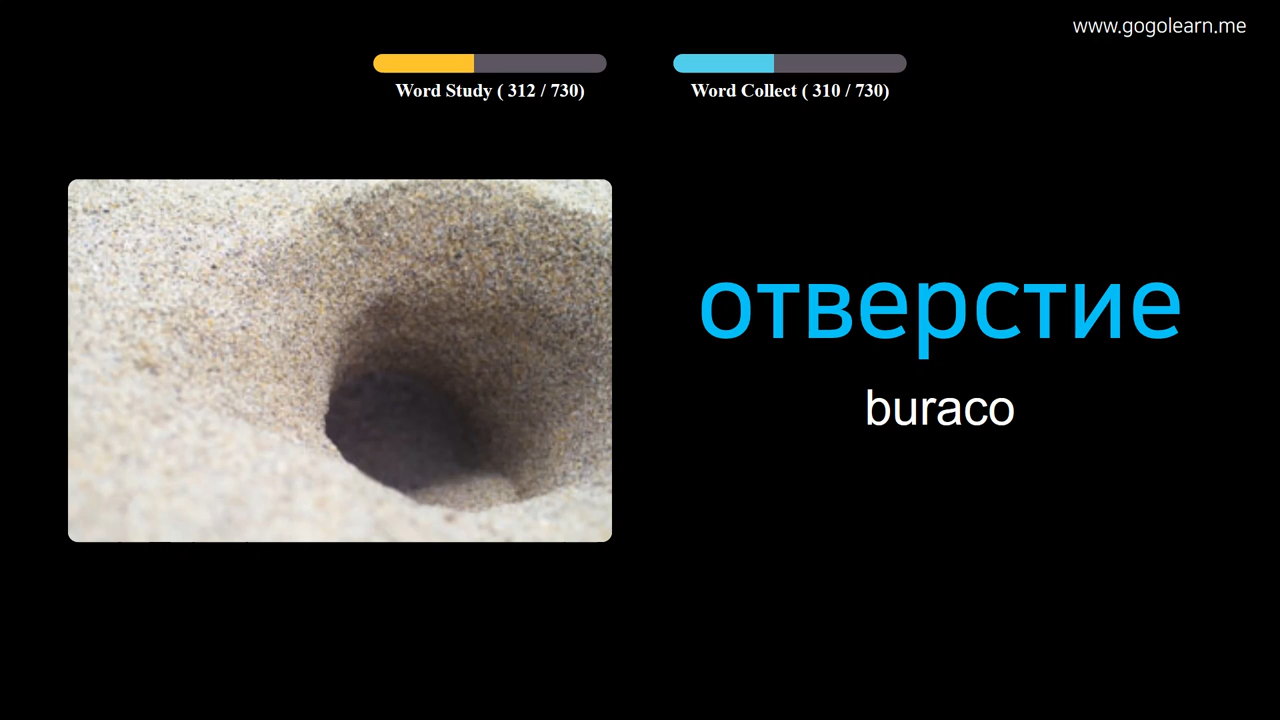 www.gogolearn.me
Word Study ( 312 / 730)
Word Collect ( 310 / 730)
отверстие
buraco